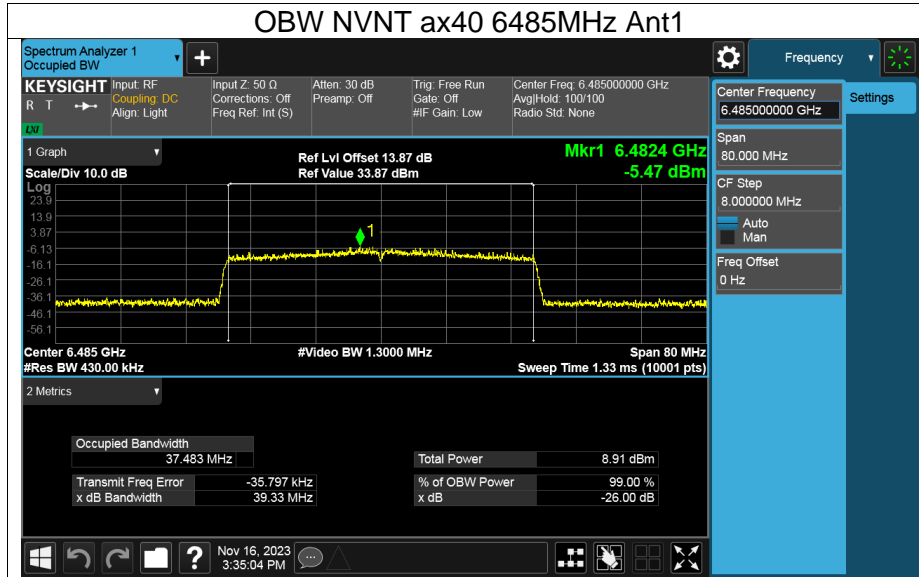 OBW NVNT ax40 6485MHz Ant1
Spectrum Analyzer 1
Occupied BW
+
Frequency
KEYSIGHT
R T
LXI
Input: RF
Coupling: DC
Align: Light
Input Z: 50 Ω
Corrections: Off
Freq Ref: Int (S)
Atten: 30 dB
Preamp: Off
Trig: Free Run
Gate: Off
#IF Gain: Low
Center Freq: 6.485000000 GHz
Avg|Hold: 100/100
Radio Std: None
Center Frequency
6.485000000 GHz
Settings
Span
80.000 MHz
CF Step
8.000000 MHz
Auto
Man
Freq Offset
0 Hz
1 Graph
Scale/Div 10.0 dB
Ref Lvl Offset 13.87 dB
Ref Value 33.87 dBm
Mkr1 6.4824 GHz
-5.47 dBm
Log
23.9
13.9
3.87
-6.13
-16.1
-26.1
-36.1
-46.1
-56.1
1
Center 6.485 GHz
#Res BW 430.00 kHz
#Video BW 1.3000 MHz
Span 80 MHz
Sweep Time 1.33 ms (10001 pts)
2 Metrics
Occupied Bandwidth
37.483 MHz
Transmit Freq Error -35.797 kHz
x dB Bandwidth 39.33 MHz
Total Power 8.91 dBm
% of OBW Power 99.00 %
x dB -26.00 dB
?
Nov 16, 2023
3:35:04 PM